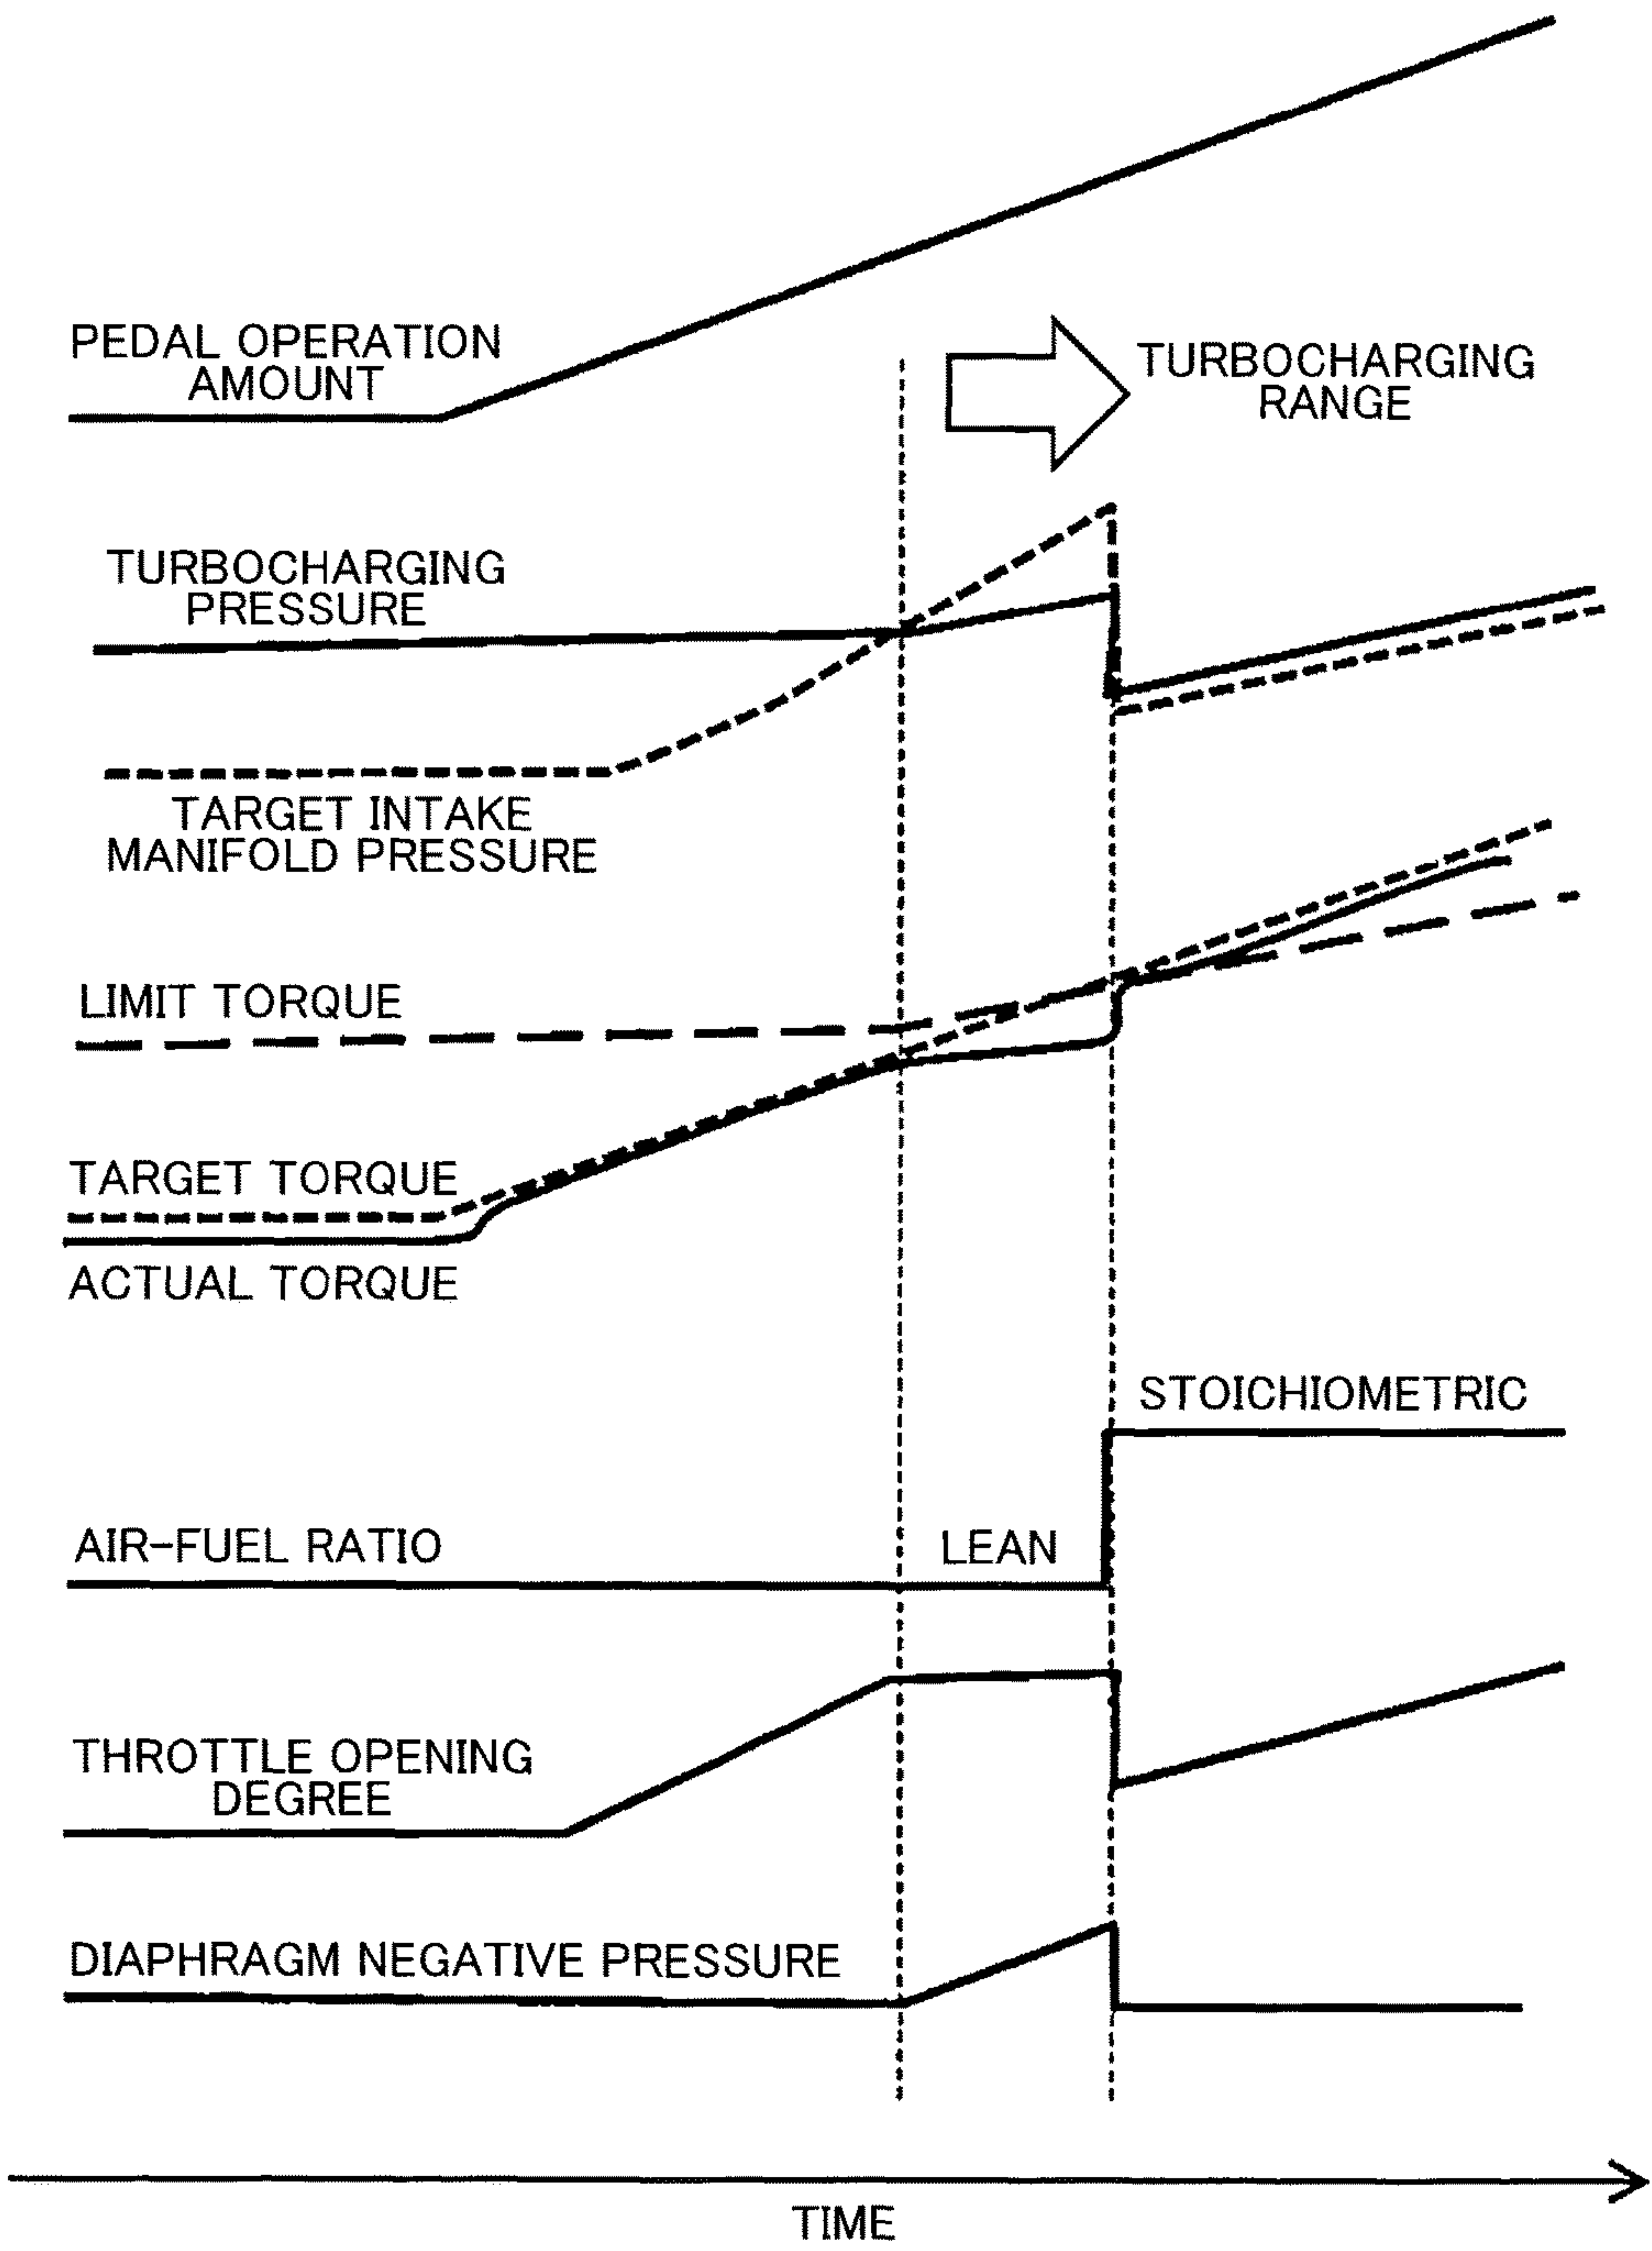 PEDAL OPERATION
AMOUNT
TURBOCHARGING
RANGE
TURBOCHARGING
PRESSURE
TARGET INTAKE
MANIFOLD PRESSURE
LIMIT TORQUE
TARGET TORQUE
ACTUAL TORQUE
STOICHIOMETRIC
AIR-FUEL RATIO
LEAN
THROTTLE OPENING
DEGREE
DIAPHRAGM NEGATIVE PRESSURE
TIME